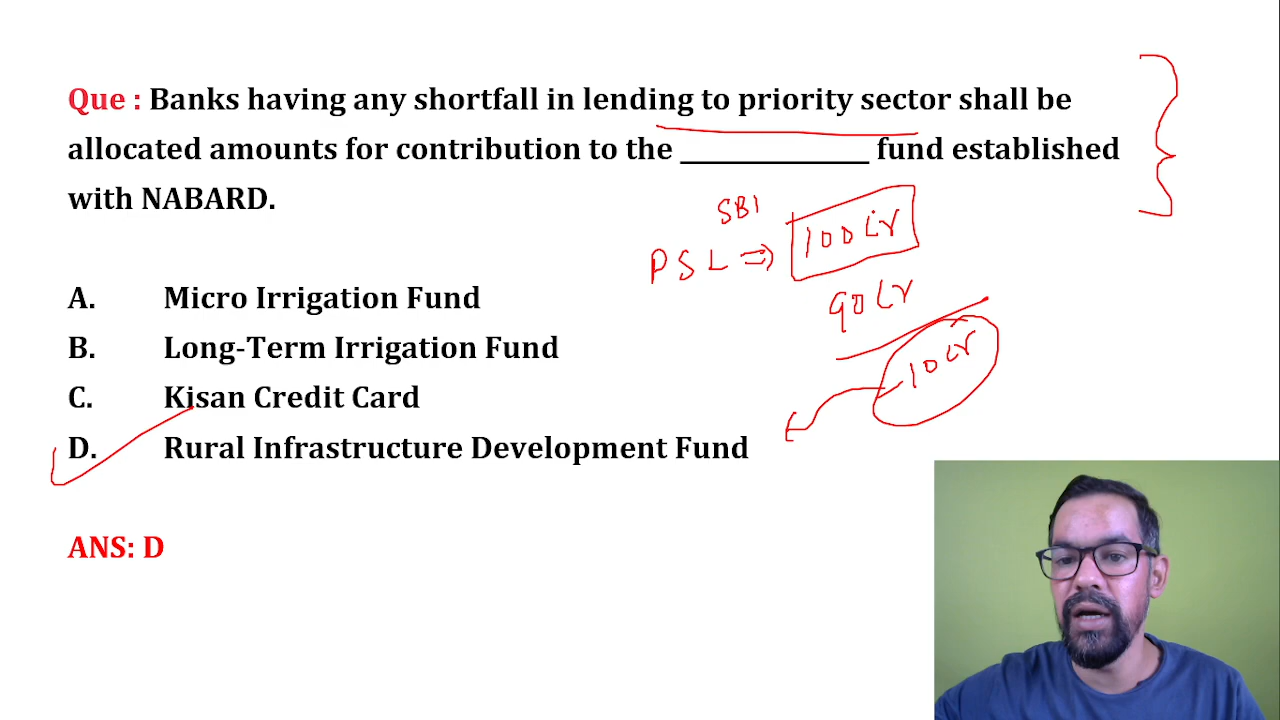 Que : Banks having any shortfall in lending to priority sector shall be
allocated amounts for contribution to the ______________ fund established
with NABARD.
SBI
PSL ⇒ 100 Cr
90 Cr
10 Cr
A. Micro Irrigation Fund
B. Long-Term Irrigation Fund
C. Kisan Credit Card
D. Rural Infrastructure Development Fund
ANS: D